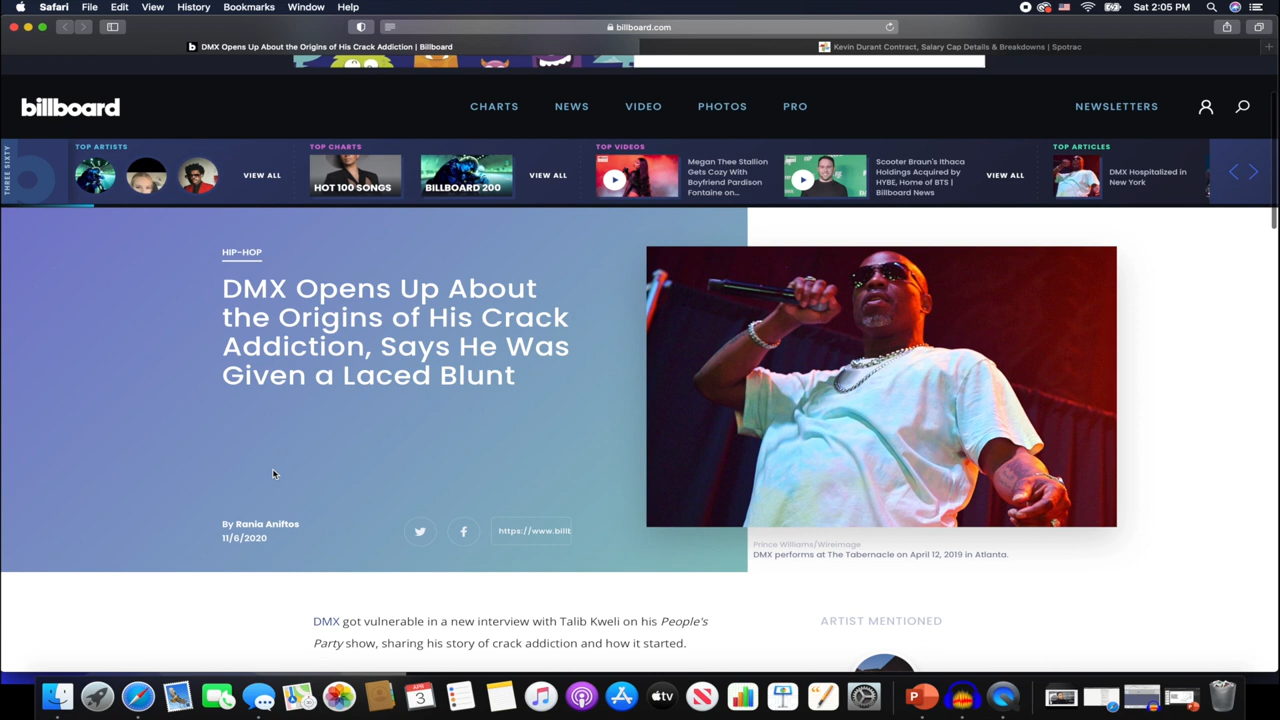 Safari File Edit View History Bookmarks Window Help
Sat 2:05 PM
billboard.com
b DMX Opens Up About the Origins of His Crack Addiction | Billboard
Kevin Durant Contract, Salary Cap Details & Breakdowns | Spotrac
billboard
CHARTS NEWS VIDEO PHOTOS PRO
NEWSLETTERS
THREE SIXTY
TOP ARTISTS
VIEW ALL
TOP CHARTS
HOT 100 SONGS
BILLBOARD 200
VIEW ALL
TOP VIDEOS
Megan Thee Stallion
Gets Cozy With
Boyfriend Pardison
Fontaine on...
Scooter Braun's Ithaca
Holdings Acquired by
HYBE, Home of BTS |
Billboard News
VIEW ALL
TOP ARTICLES
DMX Hospitalized in
New York
HIP-HOP
DMX Opens Up About
the Origins of His Crack
Addiction, Says He Was
Given a Laced Blunt
By Rania Aniftos
11/6/2020
https://www.billb
Prince Williams/Wireimage
DMX performs at The Tabernacle on April 12, 2019 in Atlanta.
DMX got vulnerable in a new interview with Talib Kweli on his People's
Party show, sharing his story of crack addiction and how it started.
ARTIST MENTIONED
APR
3
tv